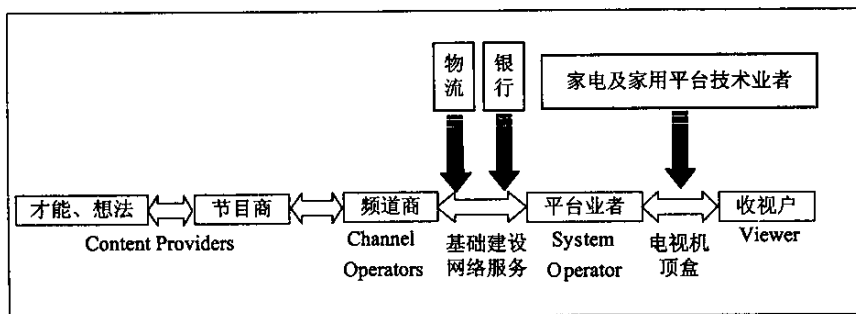 物流
银行
家电及家用平台技术业者
才能、想法
节目商
频道商
平台业者
收视户
Content Providers
Channel
Operators
基础建设
网络服务
System
Operator
电视机
顶盒
Viewer